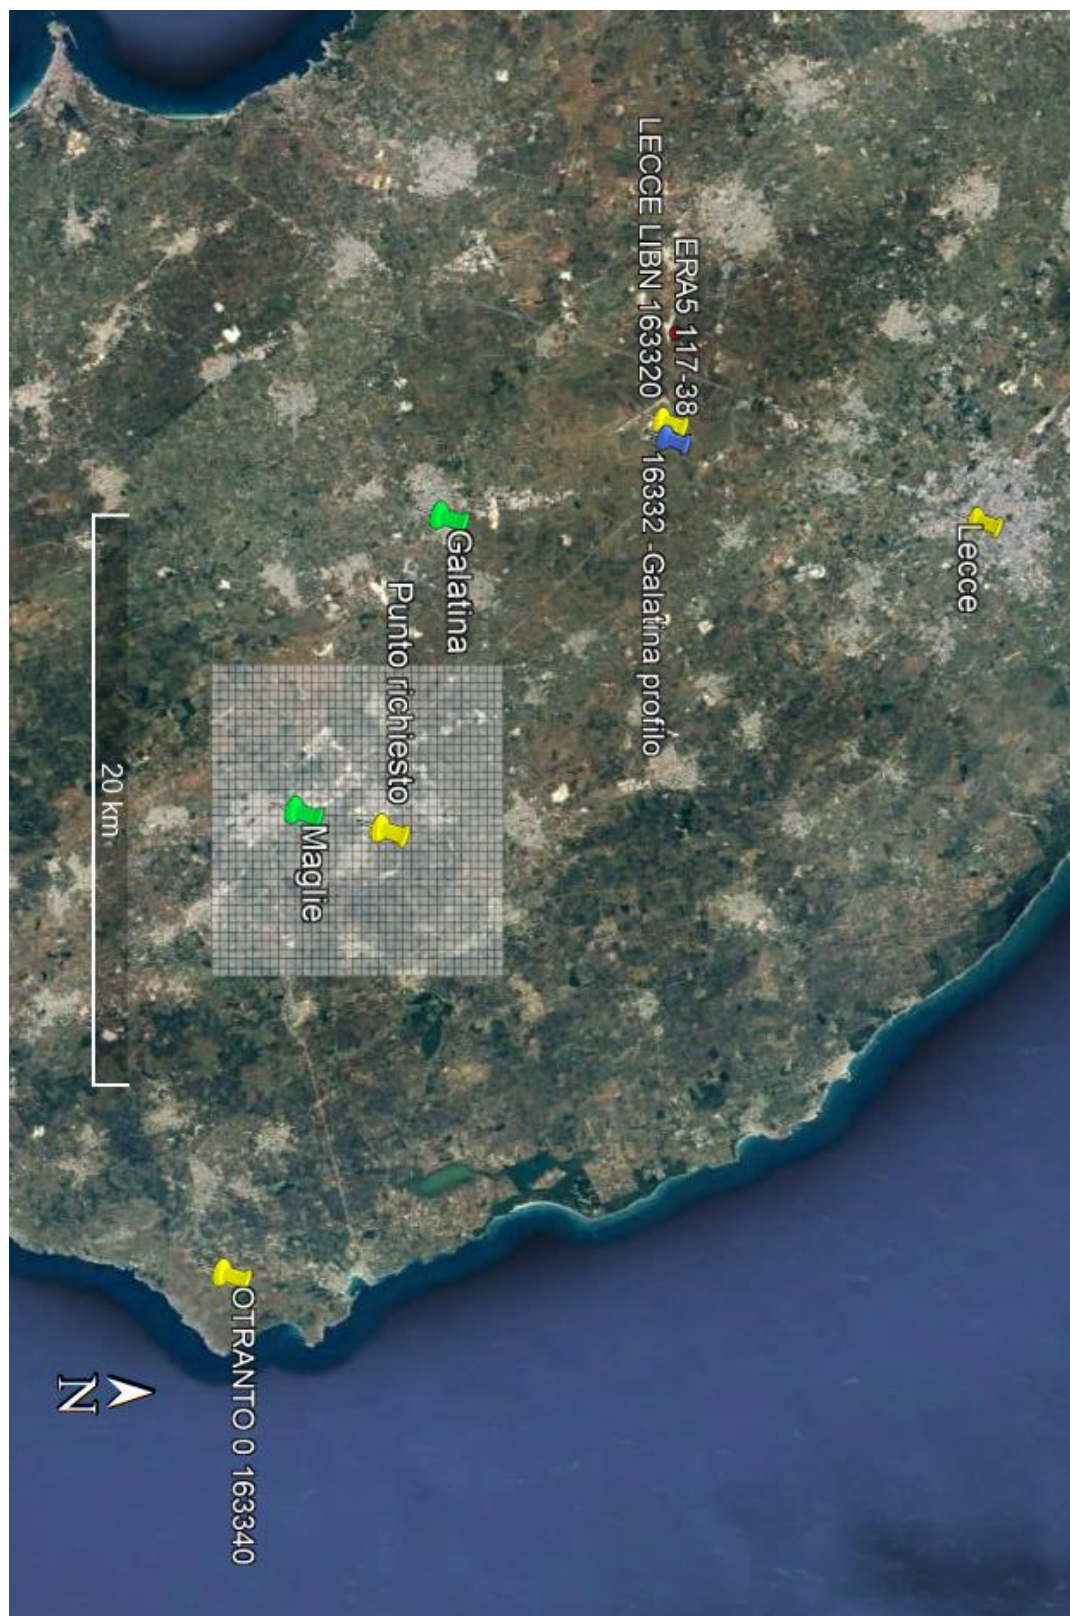 Lecce
ERA5 117-38
LECCE LIBN 163320
16332 -Galatina profilo
Galatina
Punto richiesto
Maglie
OTRANTO 0 163340
20 km
N